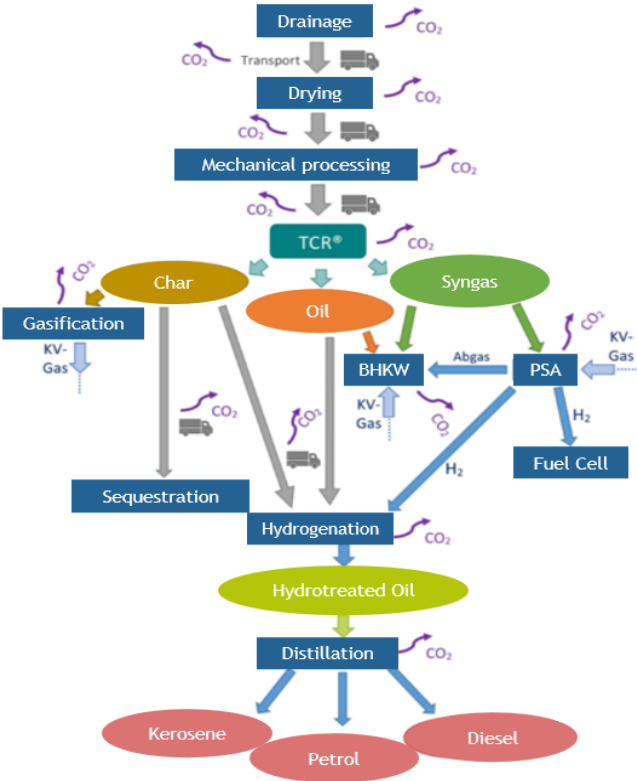 Drainage
CO₂
CO₂
Transport
Drying
CO₂
CO₂
Mechanical processing
CO₂
CO₂
TCR®
CO₂
CO₂
Char
Syngas
Oil
Gasification
CO₂
KV-
Gas
KV-
Gas
BHKW
Abgas
PSA
KV-
Gas
CO₂
H₂
CO₂
CO₂
H₂
Fuel Cell
Sequestration
Hydrogenation
CO₂
Hydrotreated Oil
Distillation
CO₂
Kerosene
Petrol
Diesel